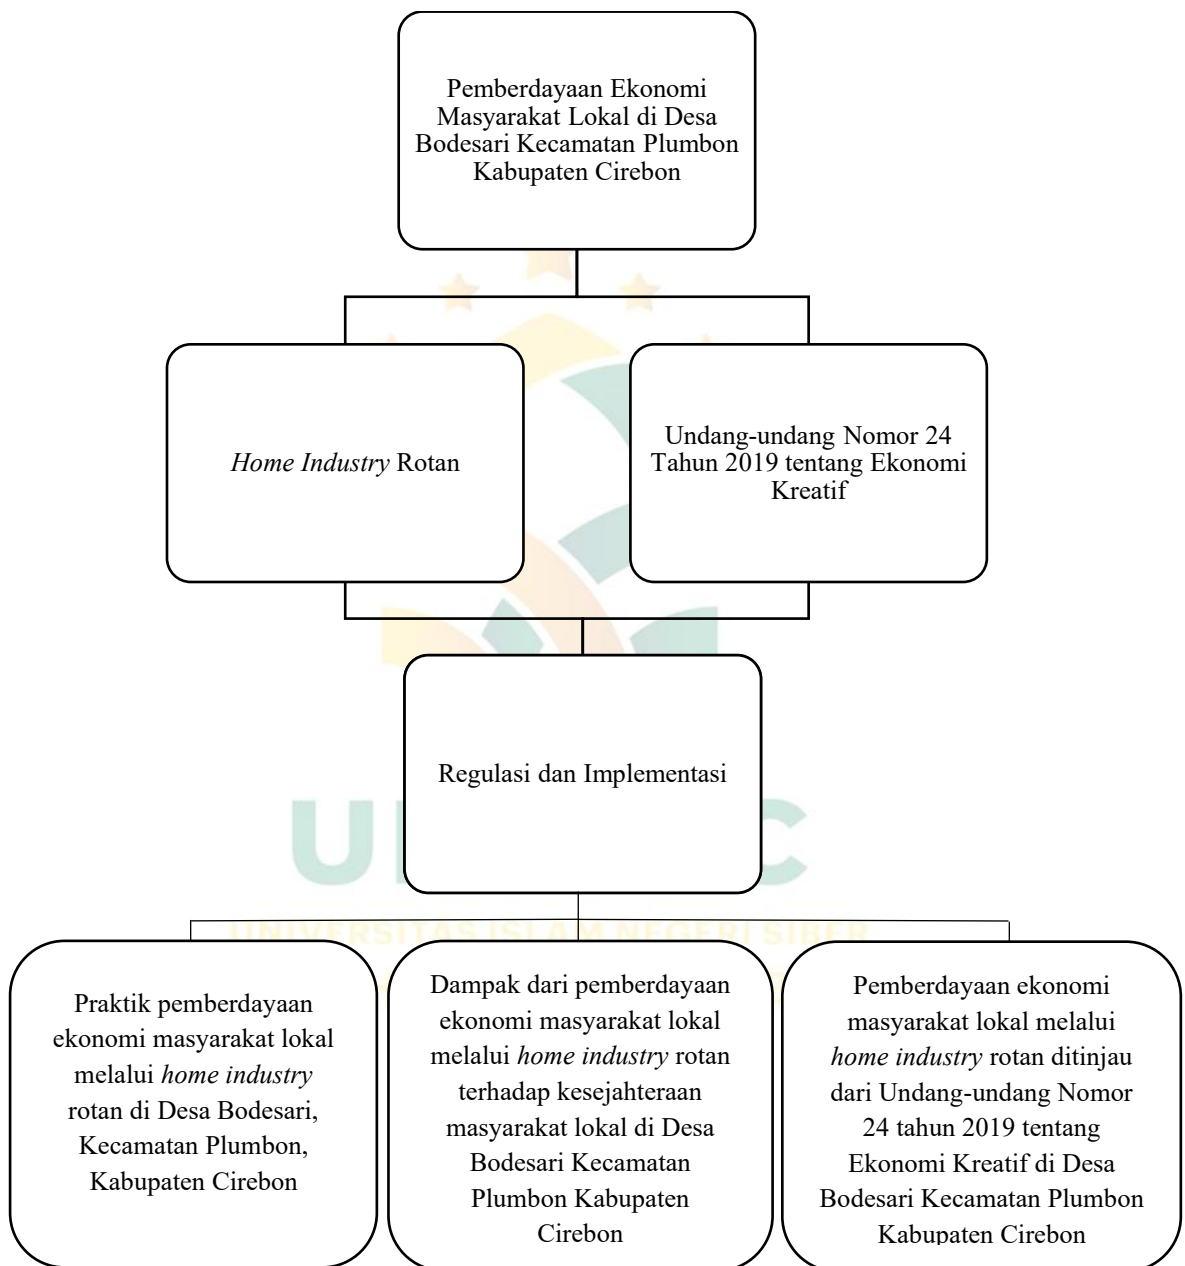 Pemberdayaan Ekonomi
Masyarakat Lokal di Desa
Bodesari Kecamatan Plumbon
Kabupaten Cirebon
Home Industry Rotan
Undang-undang Nomor 24
Tahun 2019 tentang Ekonomi
Kreatif
Regulasi dan Implementasi
UNIVERSITAS ISLAM NEGERI SIBER
Praktik pemberdayaan
ekonomi masyarakat lokal
melalui home industry
rotan di Desa Bodesari,
Kecamatan Plumbon,
Kabupaten Cirebon
Dampak dari pemberdayaan
ekonomi masyarakat lokal
melalui home industry rotan
terhadap kesejahteraan
masyarakat lokal di Desa
Bodesari Kecamatan
Plumbon Kabupaten
Cirebon
Pemberdayaan ekonomi
masyarakat lokal melalui
home industry rotan ditinjau
dari Undang-undang Nomor
24 tahun 2019 tentang
Ekonomi Kreatif di Desa
Bodesari Kecamatan Plumbon
Kabupaten Cirebon